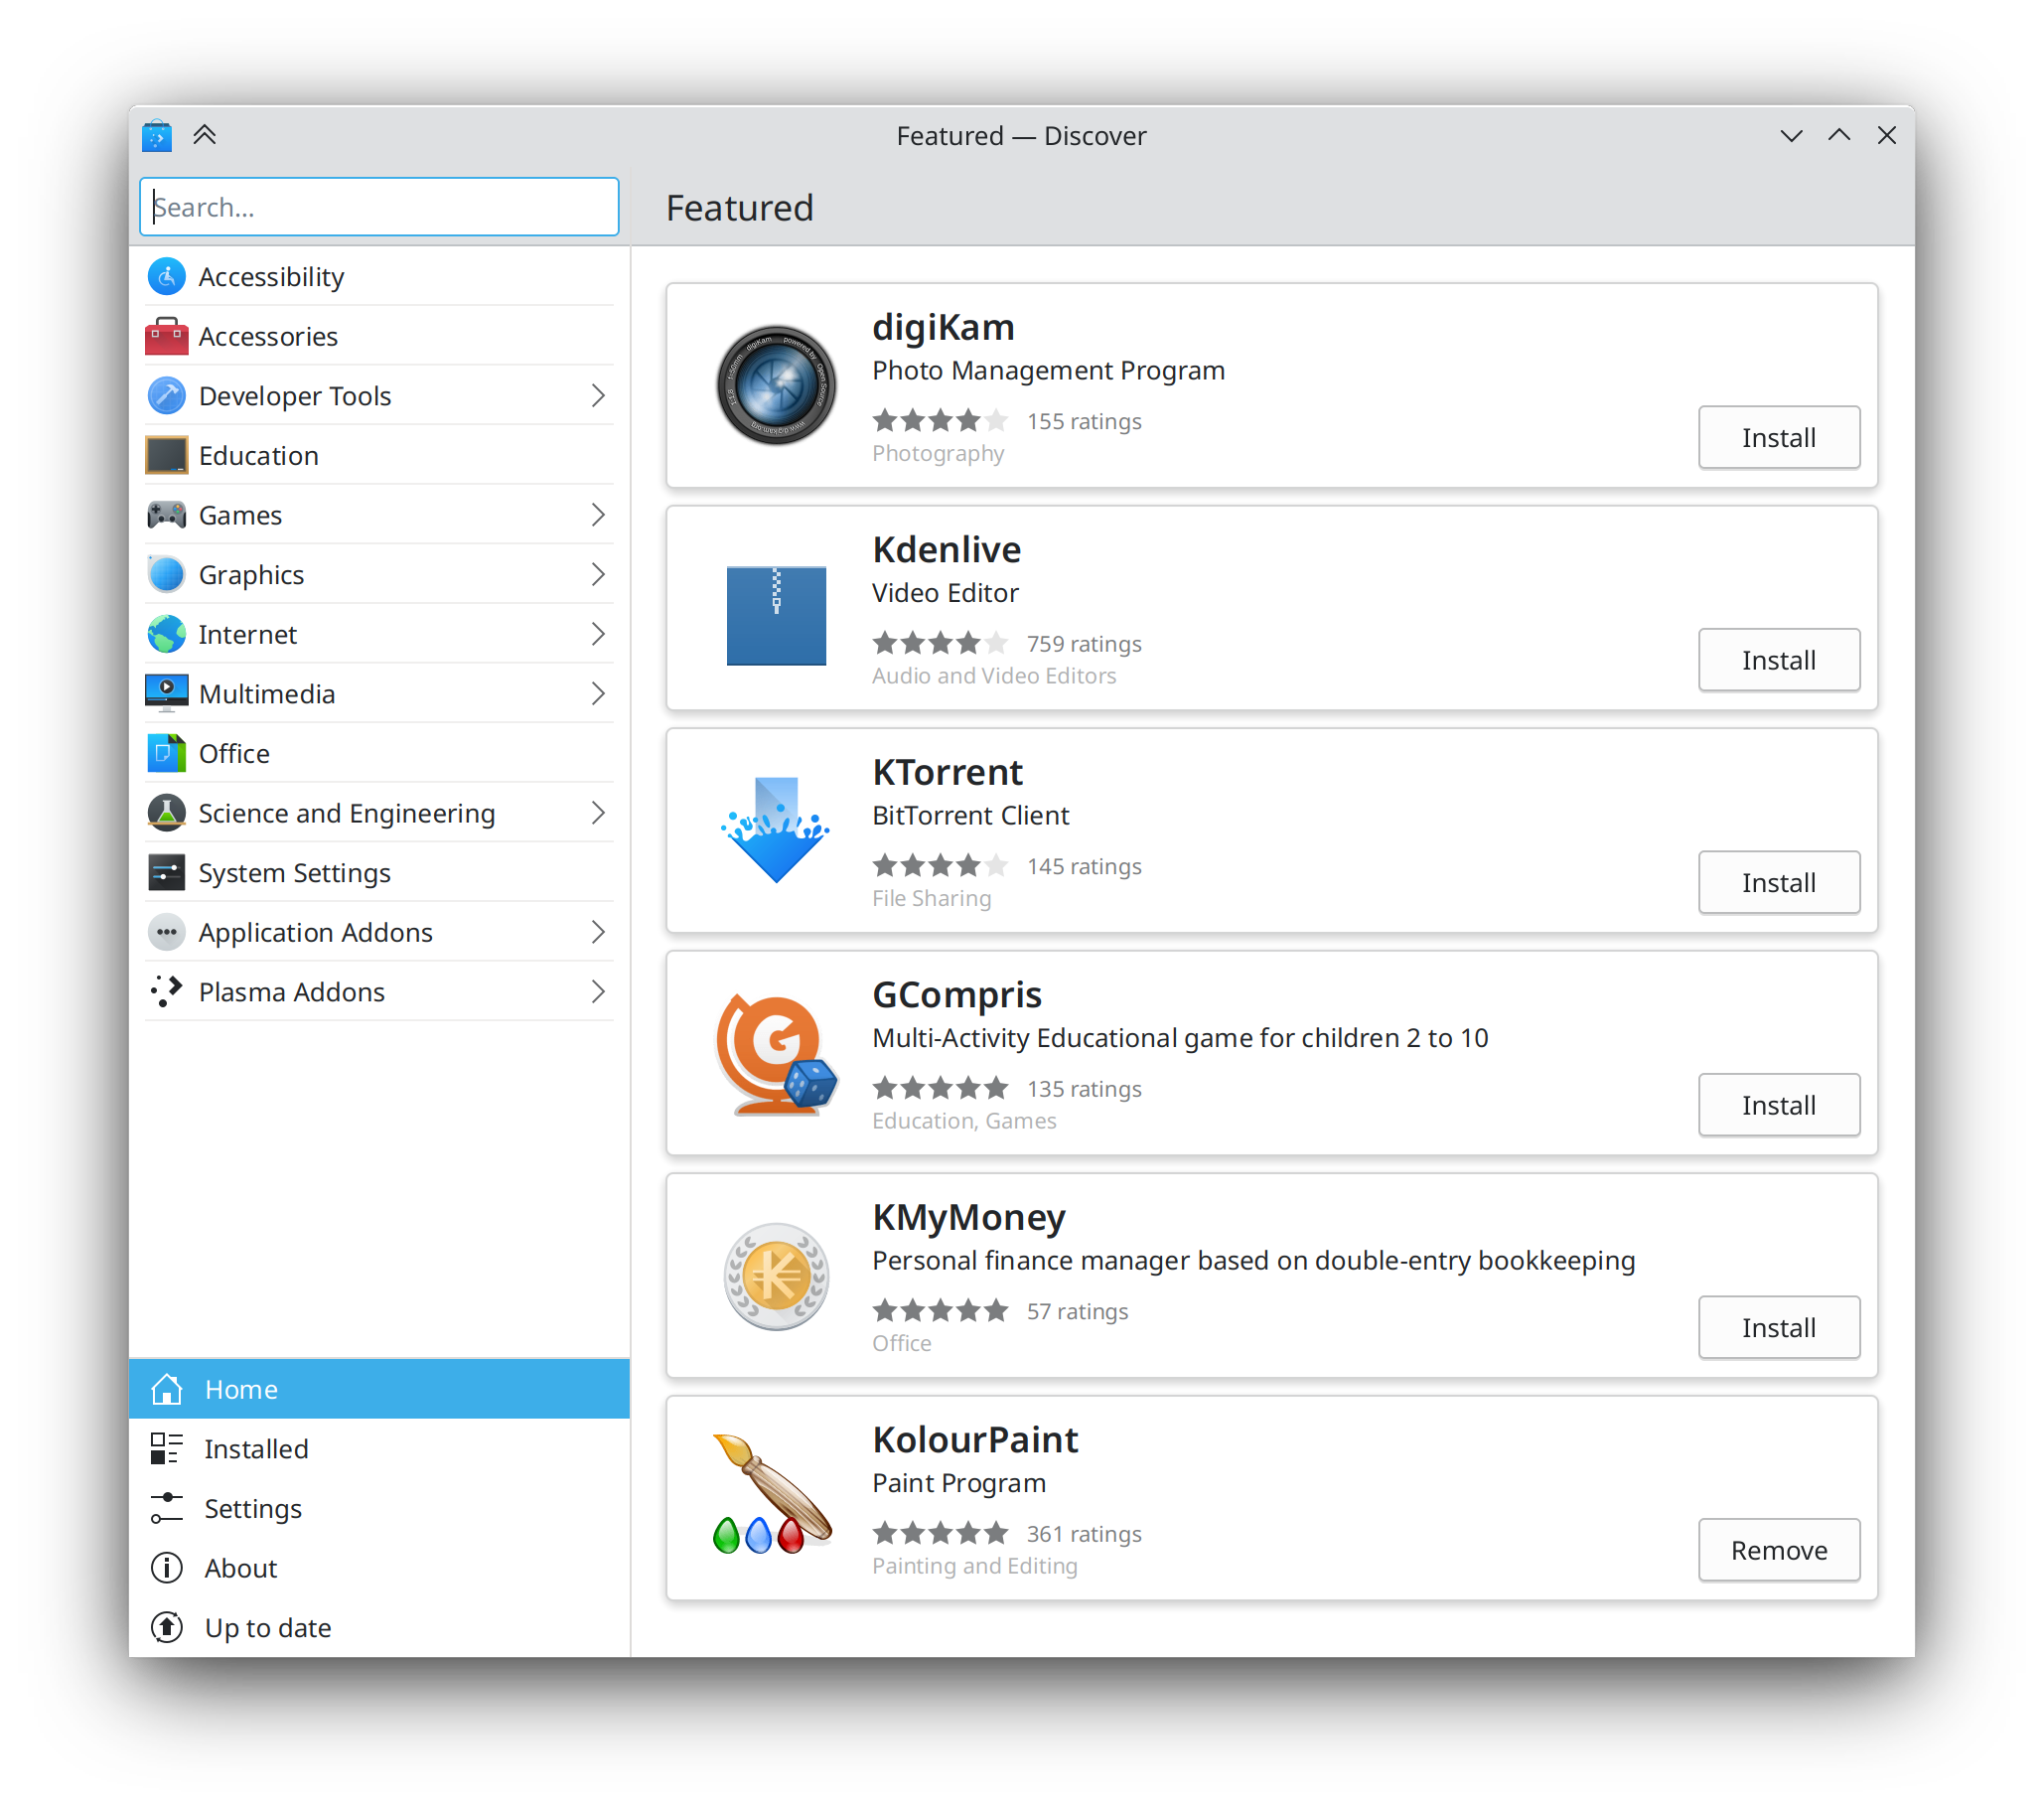 Featured — Discover
Search...
Featured
Accessibility
Accessories
Developer Tools
Education
Games
Graphics
Internet
Multimedia
Office
Science and Engineering
System Settings
Application Addons
Plasma Addons
Home
Installed
Settings
About
Up to date
digiKam
Photo Management Program
155 ratings
Photography
Install
Kdenlive
Video Editor
759 ratings
Audio and Video Editors
Install
KTorrent
BitTorrent Client
145 ratings
File Sharing
Install
GCompris
Multi-Activity Educational game for children 2 to 10
135 ratings
Education, Games
Install
KMyMoney
Personal finance manager based on double-entry bookkeeping
57 ratings
Office
Install
KolourPaint
Paint Program
361 ratings
Painting and Editing
Remove